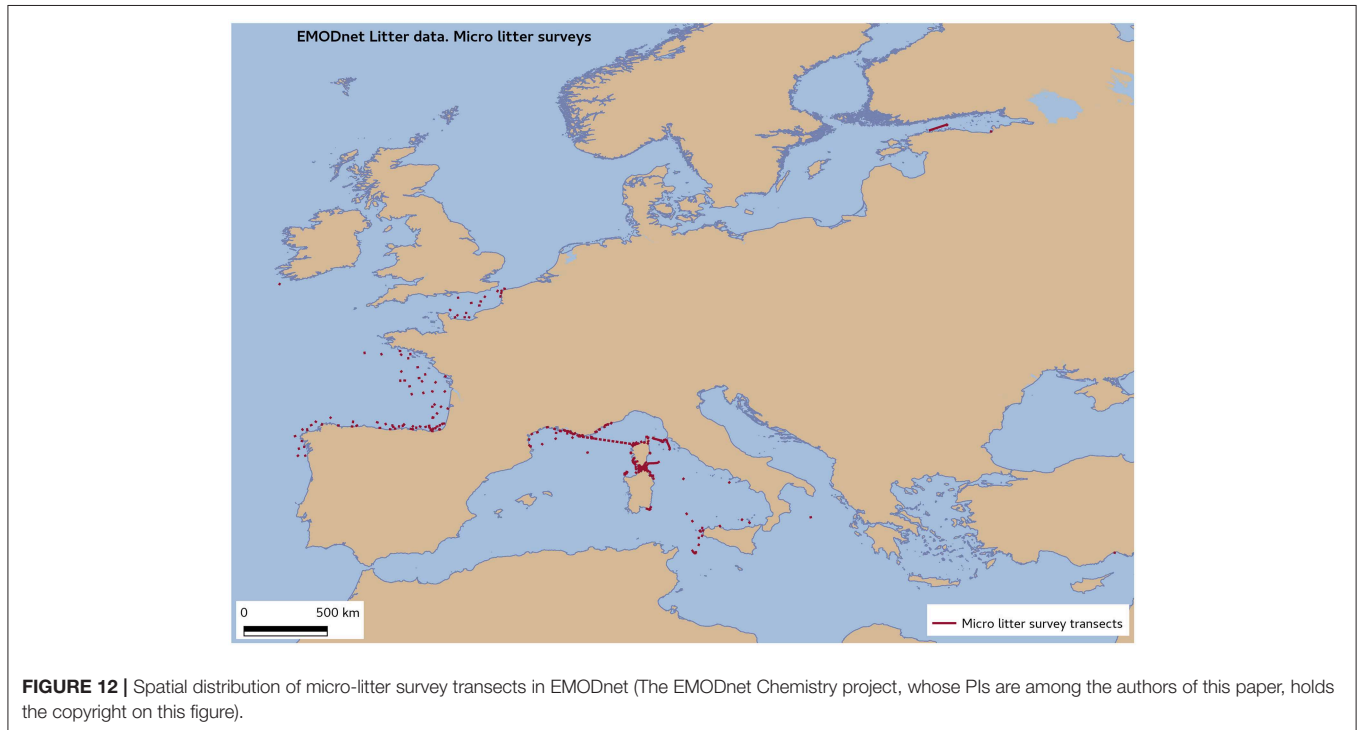 EMODnet Litter data. Micro litter surveys
0 500 km
Micro litter survey transects
FIGURE 12 | Spatial distribution of micro-litter survey transects in EMODnet (The EMODnet Chemistry project, whose PIs are among the authors of this paper, holds
the copyright on this figure).